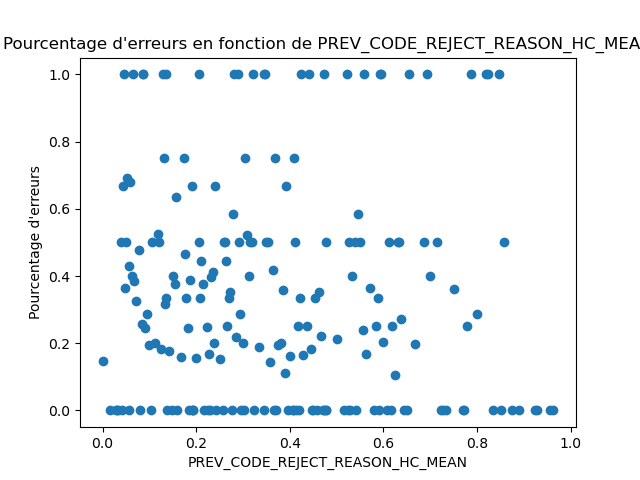 Pourcentage d'erreurs en fonction de PREV_CODE_REJECT_REASON_HC_MEA
1.0
0.8
0.6
0.4
0.2
0.0
Pourcentage d'erreurs
0.0 0.2 0.4 0.6 0.8 1.0
PREV_CODE_REJECT_REASON_HC_MEAN